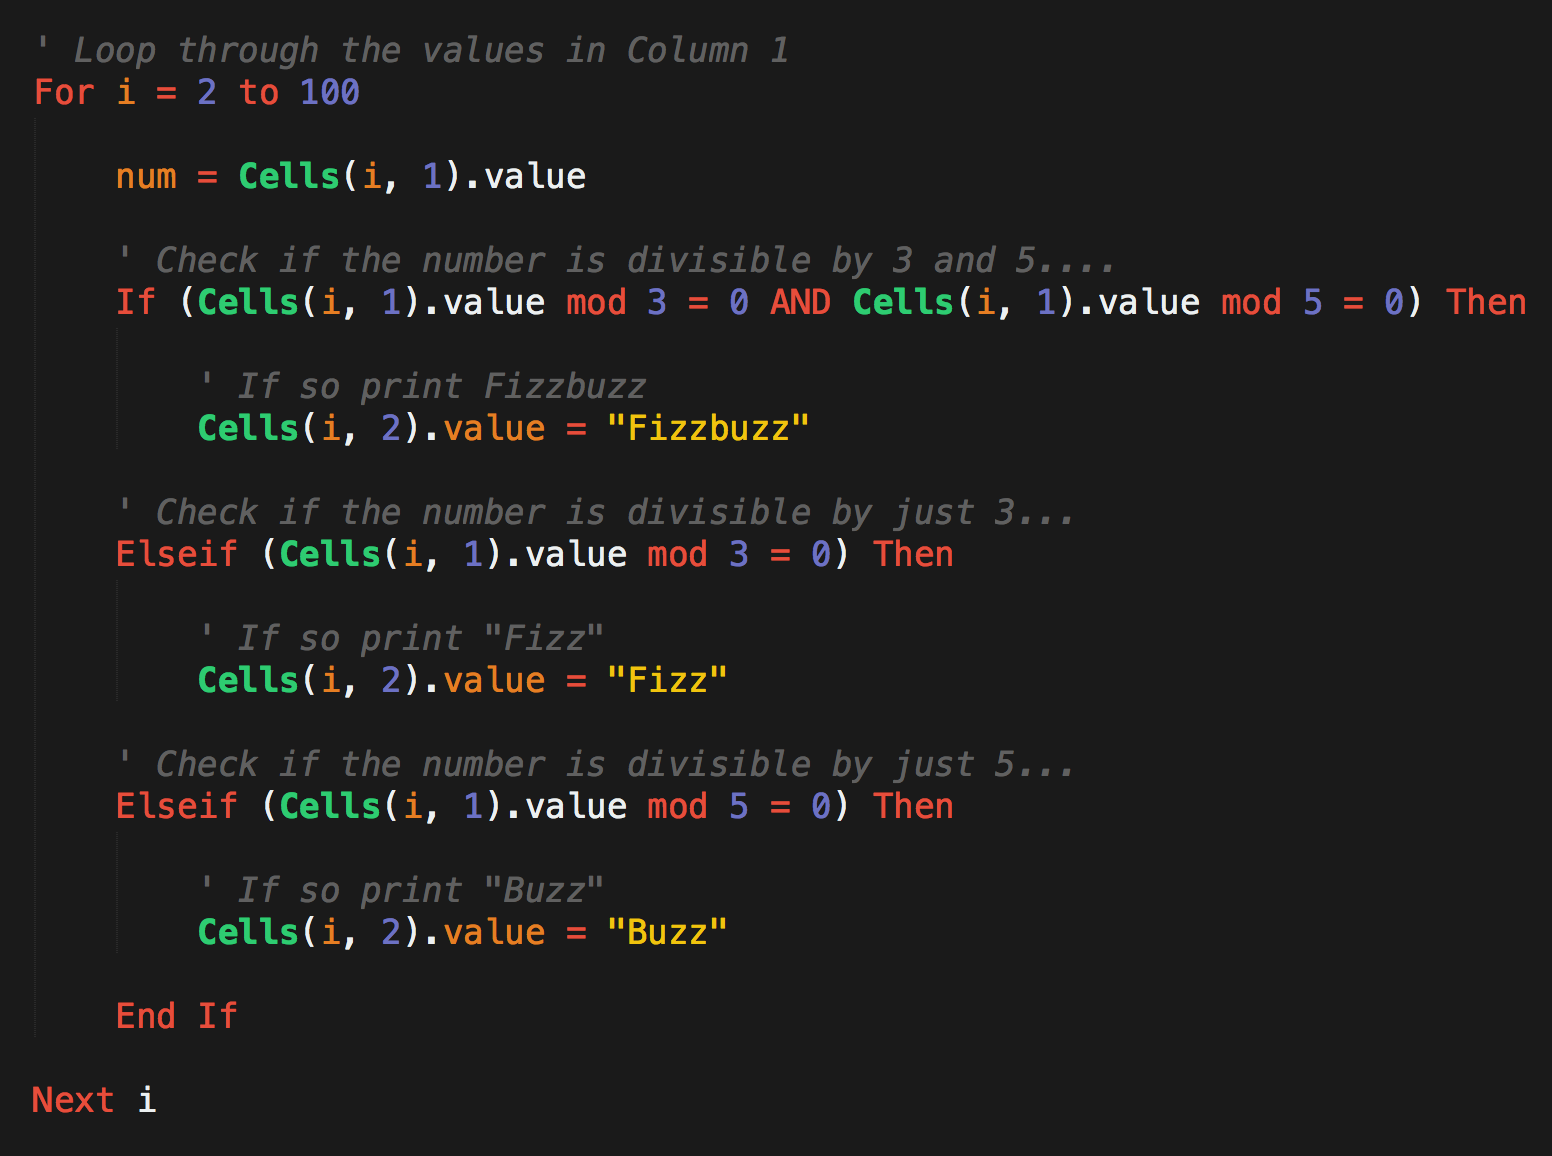 ' Loop through the values in Column 1
For i = 2 to 100
num = Cells(i, 1).value
' Check if the number is divisible by 3 and 5....
If (Cells(i, 1).value mod 3 = 0 AND Cells(i, 1).value mod 5 = 0) Then
' If so print Fizzbuzz
Cells(i, 2).value = "Fizzbuzz"
' Check if the number is divisible by just 3...
Elseif (Cells(i, 1).value mod 3 = 0) Then
' If so print "Fizz"
Cells(i, 2).value = "Fizz"
' Check if the number is divisible by just 5...
Elseif (Cells(i, 1).value mod 5 = 0) Then
' If so print "Buzz"
Cells(i, 2).value = "Buzz"
End If
Next i